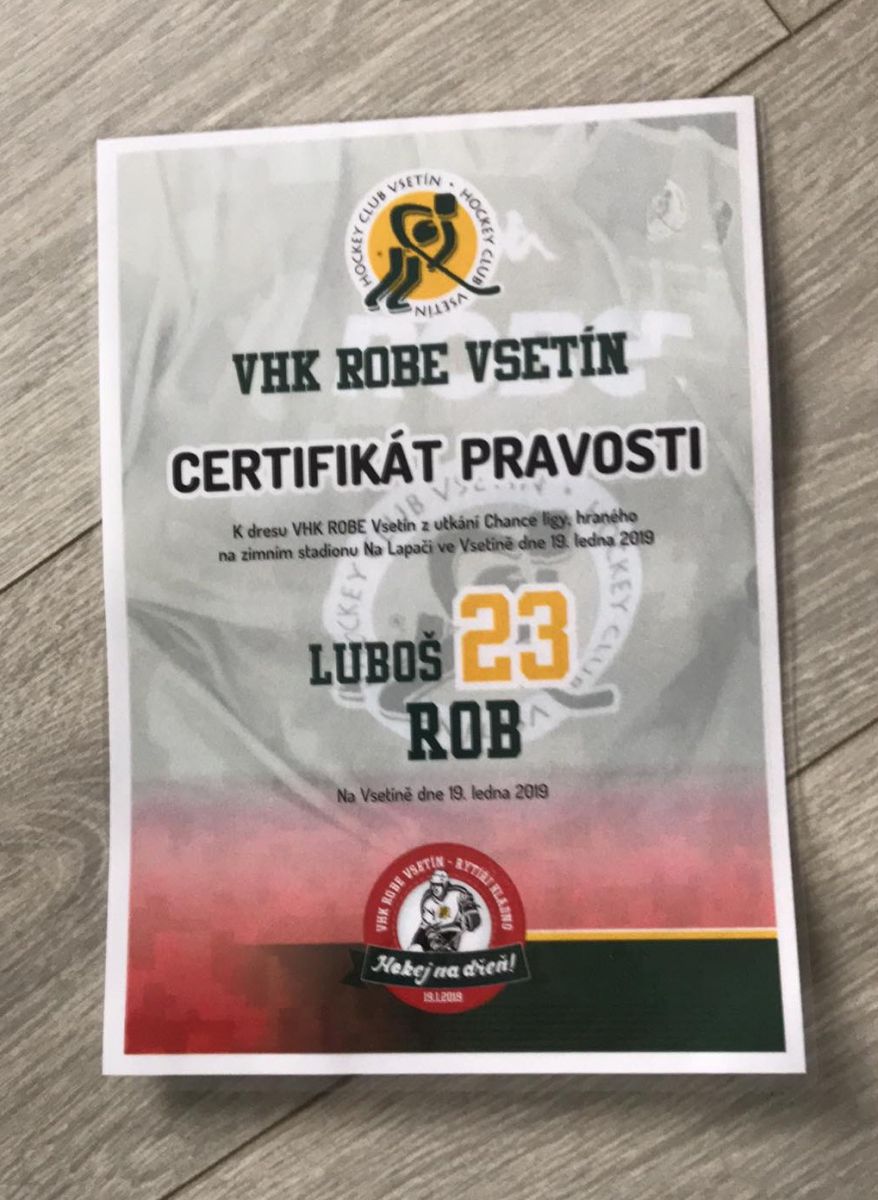 HOCKEY CLUB VSETÍN • HOCKEY CLUB VSETÍN
VHK ROBE VSETÍN
CERTIFIKÁT PRAVOSTI
K dresu VHK ROBE Vsetín z utkání Chance ligy, hraného
na zimním stadionu Na Lapači ve Vsetíně dne 19. ledna 2019
LUBOŠ 23
ROB
Na Vsetíně dne 19. ledna 2019
VHK ROBE VSETÍN - RYTÍŘI KLADNO
Hokej na dřeň!
19.1.2019